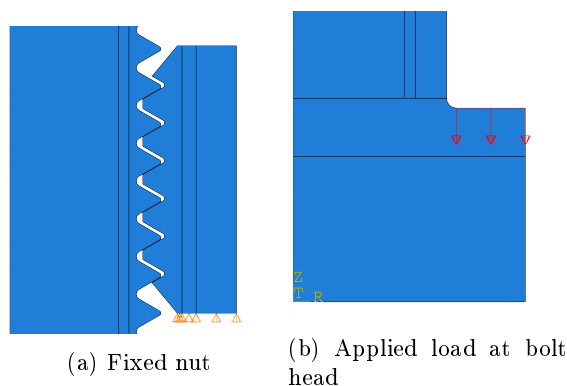 Z
T R
(a) Fixed nut
(b) Applied load at bolt
head